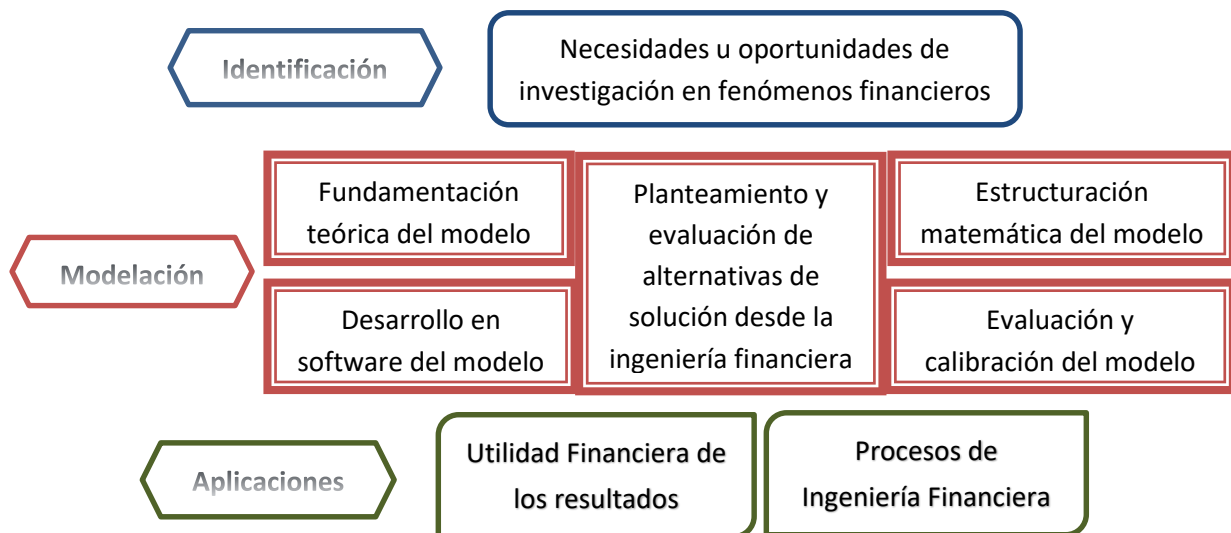 Identificación
Necesidades u oportunidades de
investigación en fenómenos financieros
Modelación
Fundamentación
teórica del modelo
Desarrollo en
software del modelo
Planteamiento y
evaluación de
alternativas de
solución desde la
ingeniería financiera
Estructuración
matemática del modelo
Evaluación y
calibración del modelo
Aplicaciones
Utilidad Financiera de
los resultados
Procesos de
Ingeniería Financiera